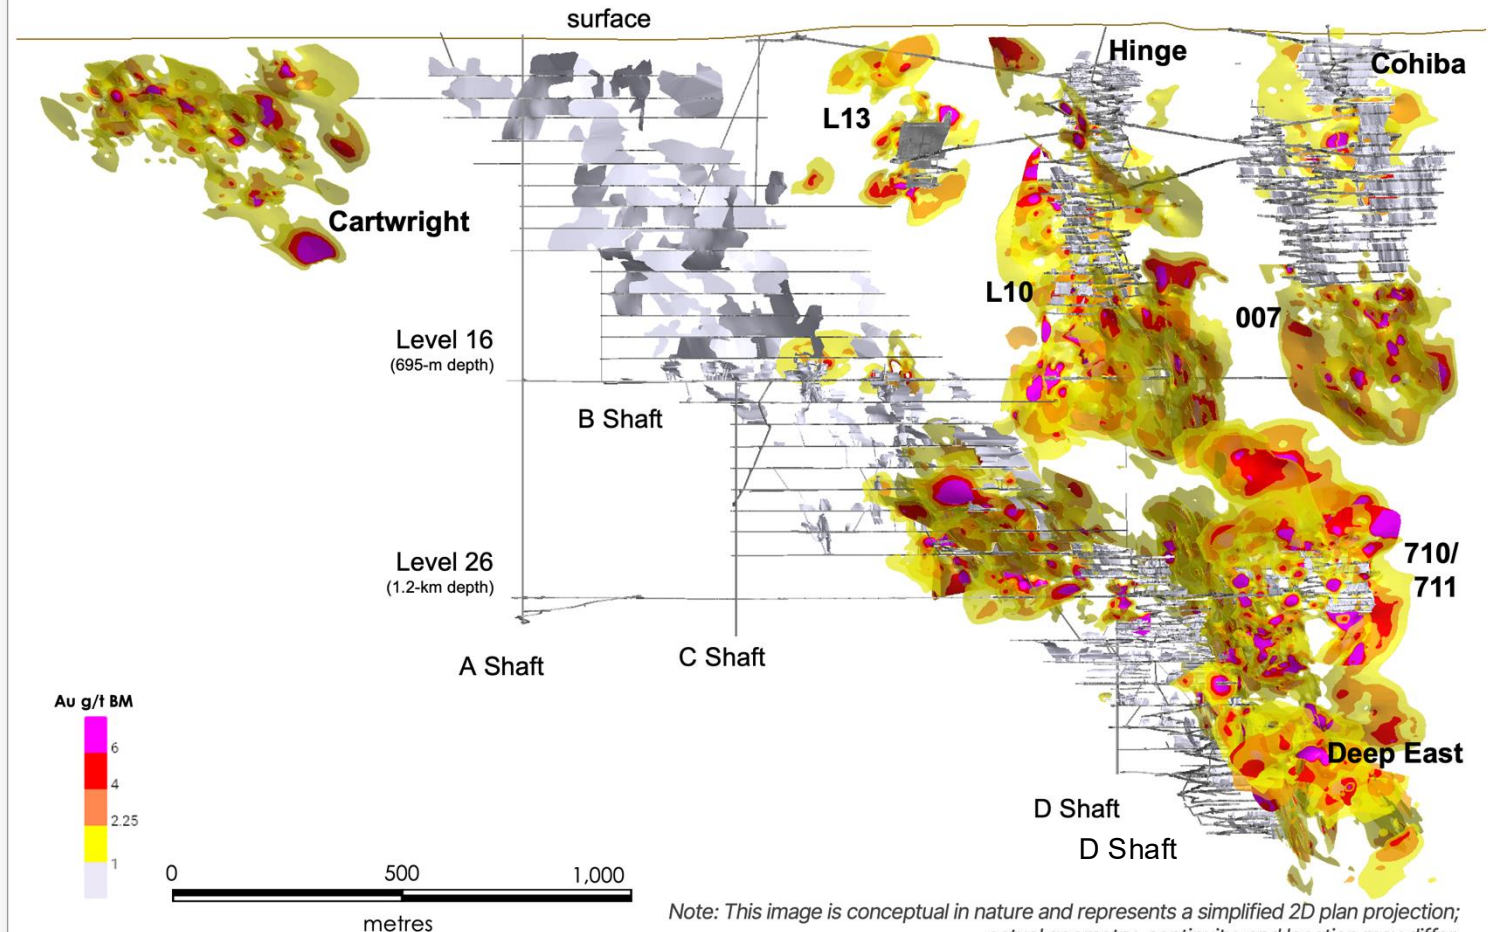 surface
Hinge
Cohiba
L13
Cartwright
L10
007
Level 16
(695-m depth)
B Shaft
Level 26
(1.2-km depth)
710/
711
A Shaft
C Shaft
Au g/t BM
6
4
2.25
1
Deep East
D Shaft
D Shaft
0 500 1,000
metres
Note: This image is conceptual in nature and represents a simplified 2D plan projection;